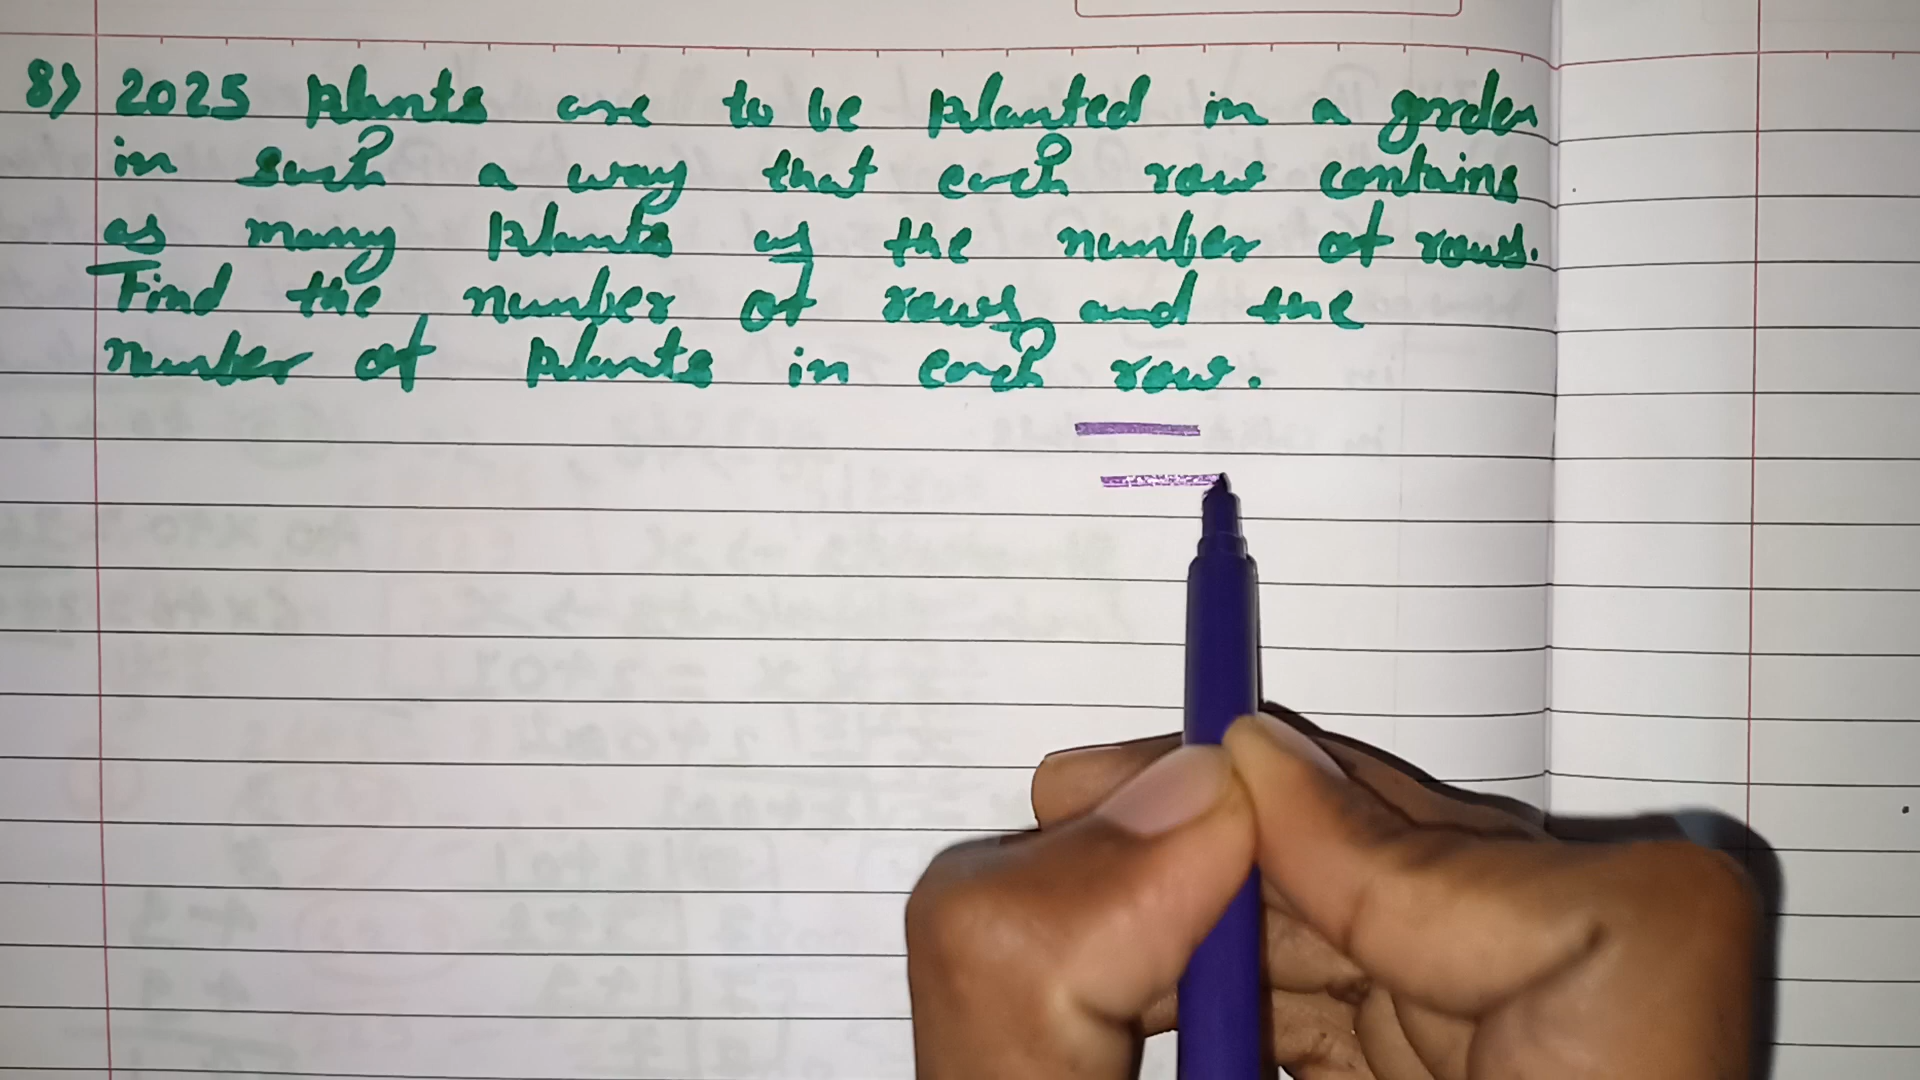 8) 2025 plants are to be planted in a garden
in such a way that each row contains
as many plants as the number of rows.
Find the number of rows and the
number of plants in each row.